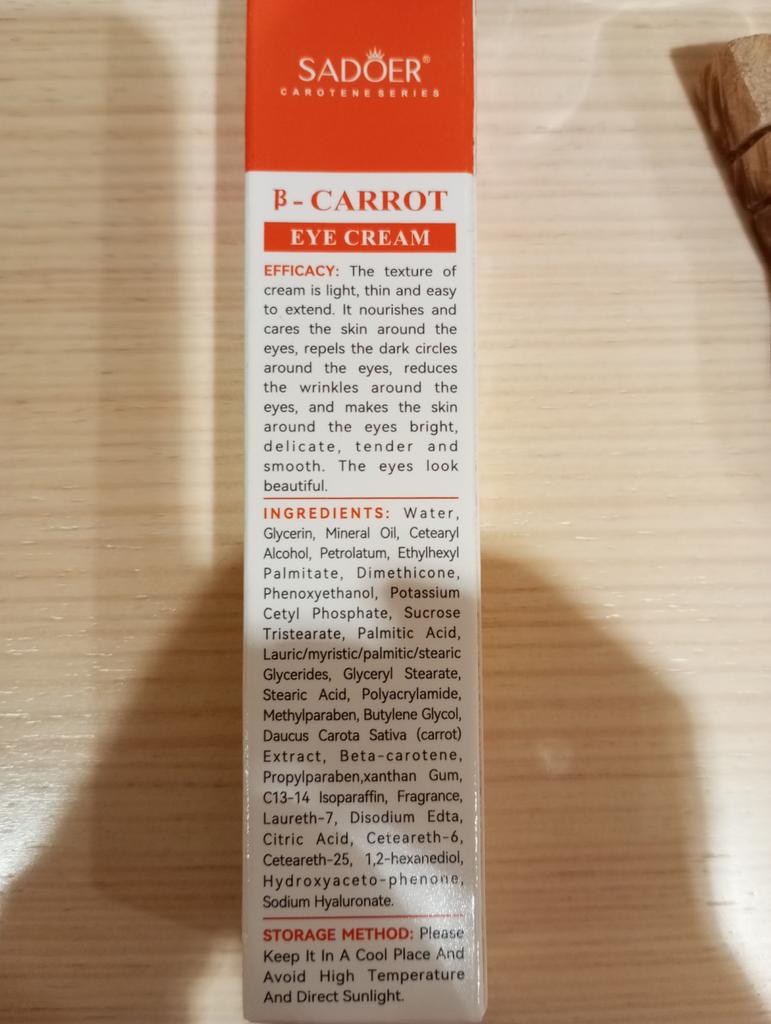 SADOER®
CAROTENE SERIES
β - CARROT
EYE CREAM
EFFICACY: The texture of
cream is light, thin and easy
to extend. It nourishes and
cares the skin around the
eyes, repels the dark circles
around the eyes, reduces
the wrinkles around the
eyes, and makes the skin
around the eyes bright,
delicate, tender and
smooth. The eyes look
beautiful.
INGREDIENTS: Water,
Glycerin, Mineral Oil, Cetearyl
Alcohol, Petrolatum, Ethylhexyl
Palmitate, Dimethicone,
Phenoxyethanol, Potassium
Cetyl Phosphate, Sucrose
Tristearate, Palmitic Acid,
Lauric/myristic/palmitic/stearic
Glycerides, Glyceryl Stearate,
Stearic Acid, Polyacrylamide,
Methylparaben, Butylene Glycol,
Daucus Carota Sativa (carrot)
Extract, Beta-carotene,
Propylparaben,xanthan Gum,
C13-14 Isoparaffin, Fragrance,
Laureth-7, Disodium Edta,
Citric Acid, Ceteareth-6,
Ceteareth-25, 1,2-hexanediol,
Hydroxyaceto-phenone,
Sodium Hyaluronate.
STORAGE METHOD: Please
Keep It In A Cool Place And
Avoid High Temperature
And Direct Sunlight.